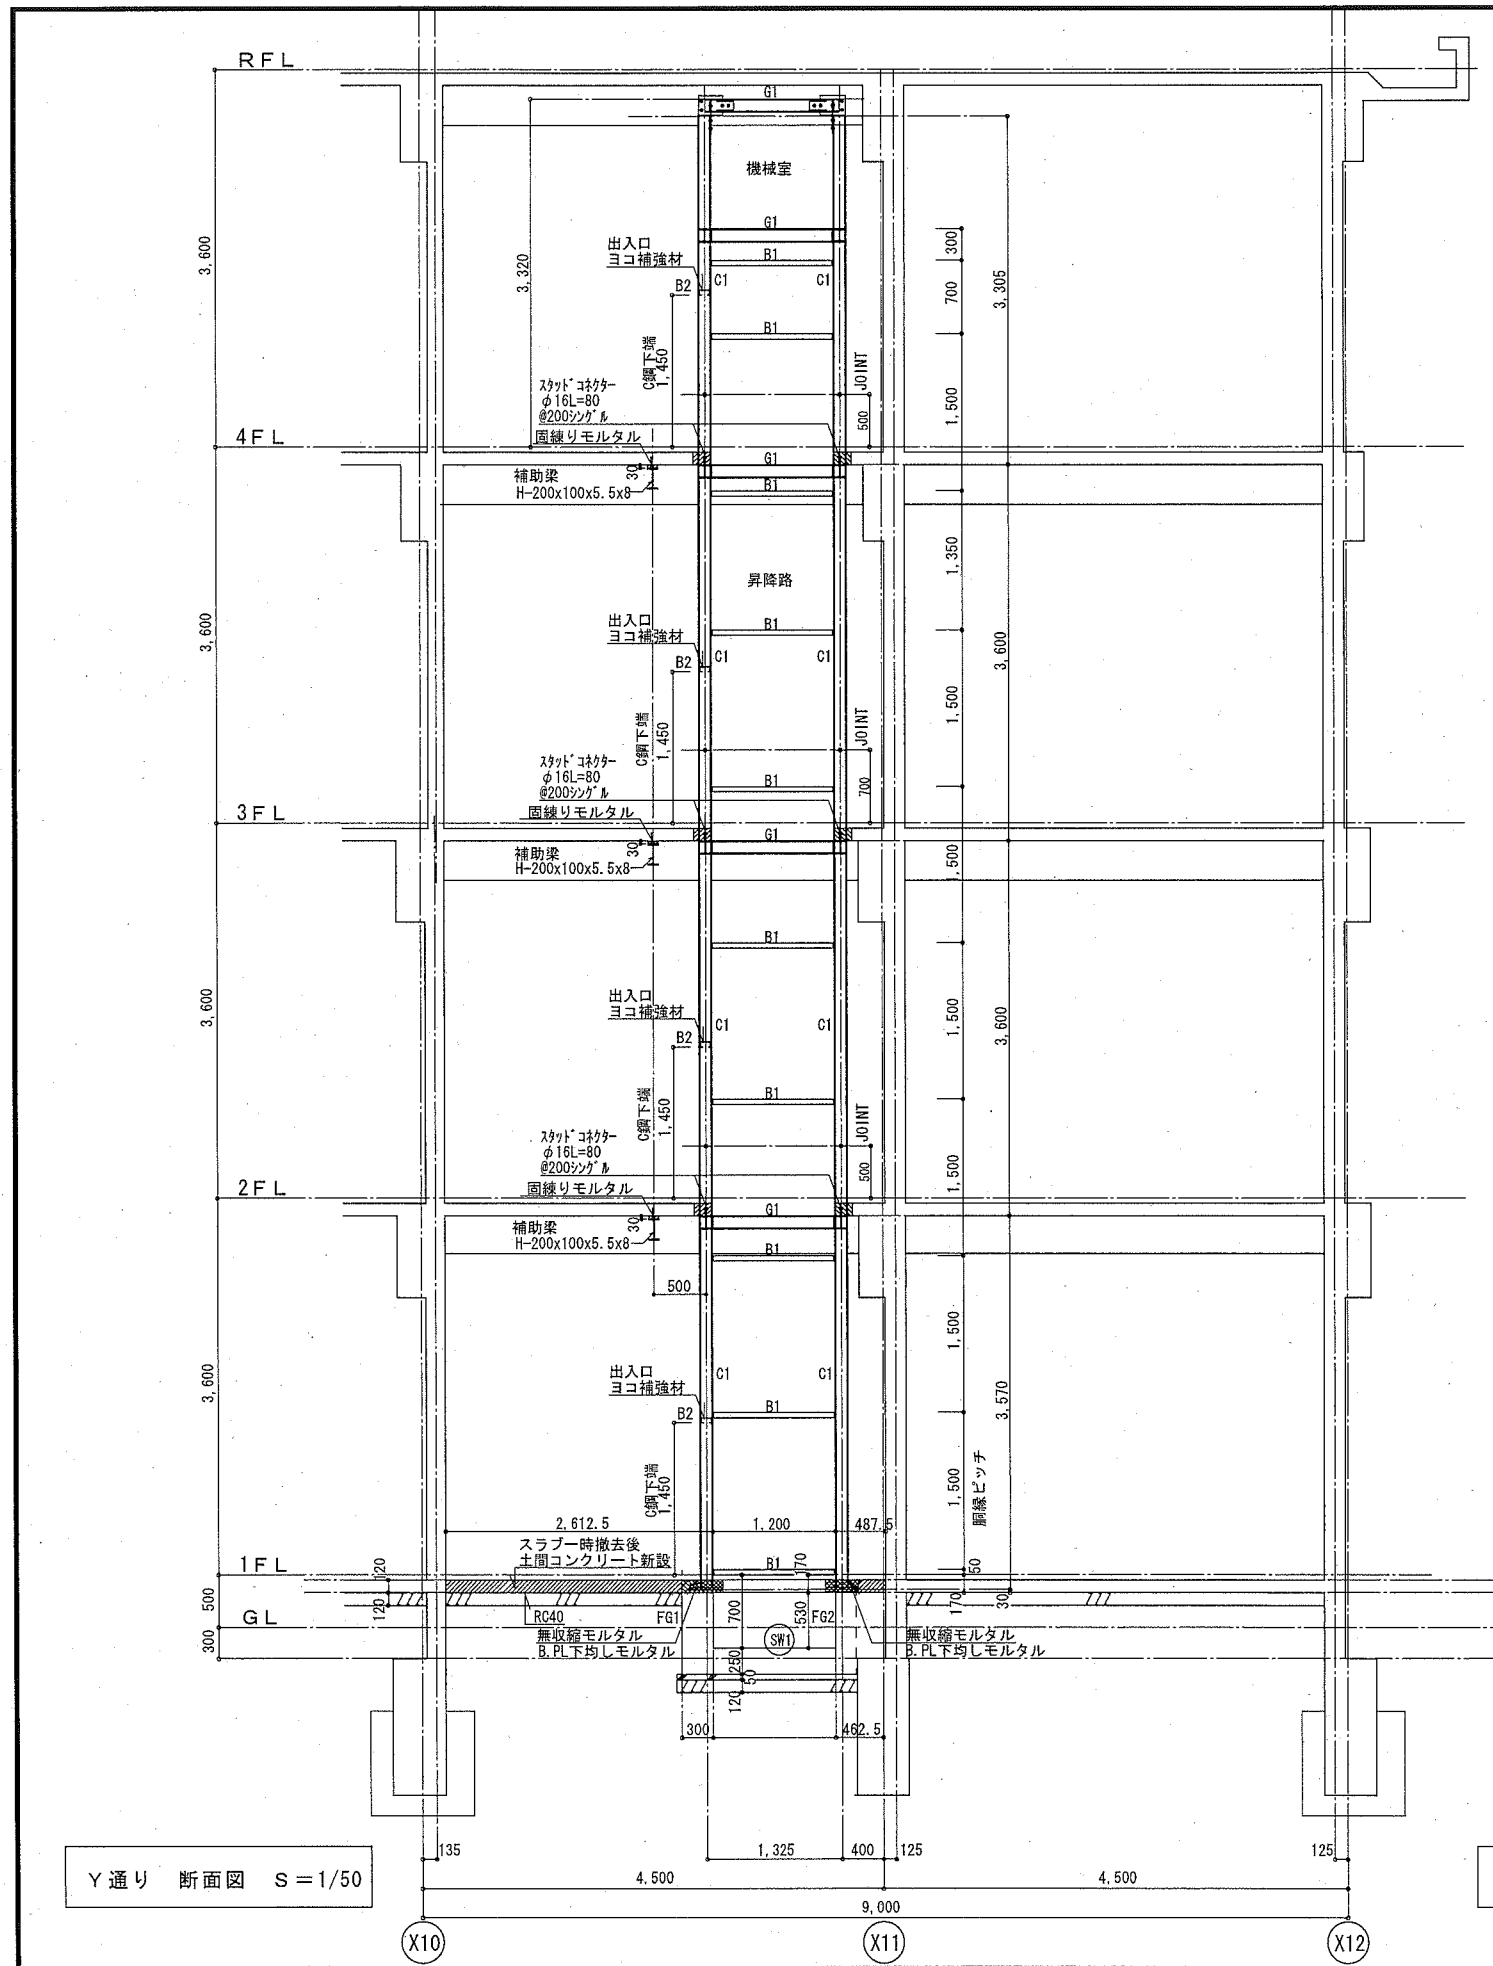 RFL
G1
機械室
G1
出入口
ヨコ補強材
B1
300
3,600
3,320
B2
C1
C1
700
3,305
B1
C鋼下端
1,450
JOINT
スタッドコネクター
φ16L=80
@200シングル
500
1,500
4FL
固練りモルタル
G1
補助梁
30
H-200x100x5.5x8
B1
1,350
昇降路
出入口
ヨコ補強材
B1
3,600
3,600
B2
C1
C1
1,500
C鋼下端
1,450
JOINT
スタッドコネクター
φ16L=80
@200シングル
B1
700
3FL
固練りモルタル
G1
補助梁
30
H-200x100x5.5x8
1,500
B1
出入口
ヨコ補強材
3,600
B2
C1
C1
1,500
3,600
B1
C鋼下端
1,450
JOINT
スタッドコネクター
φ16L=80
@200シングル
500
1,500
2FL
固練りモルタル
G1
補助梁
30
H-200x100x5.5x8
B1
500
1,500
3,600
出入口
ヨコ補強材
C1
C1
3,570
B2
B1
C鋼下端
1,450
1,500
胴縁ピッチ
2,612.5
1,200
487.5
スラブ一時撤去後
土間コンクリート新設
1FL
120
B1
170
50
500
120
170
30
GL
RC40
FG1
700
530
FG2
300
無収縮モルタル
B.PL下均しモルタル
SW1
無収縮モルタル
B.PL下均しモルタル
250
50
120
300
462.5
135
1,325
400
125
125
Y通り 断面図 S=1/50
4,500
4,500
9,000
X10
X11
X12